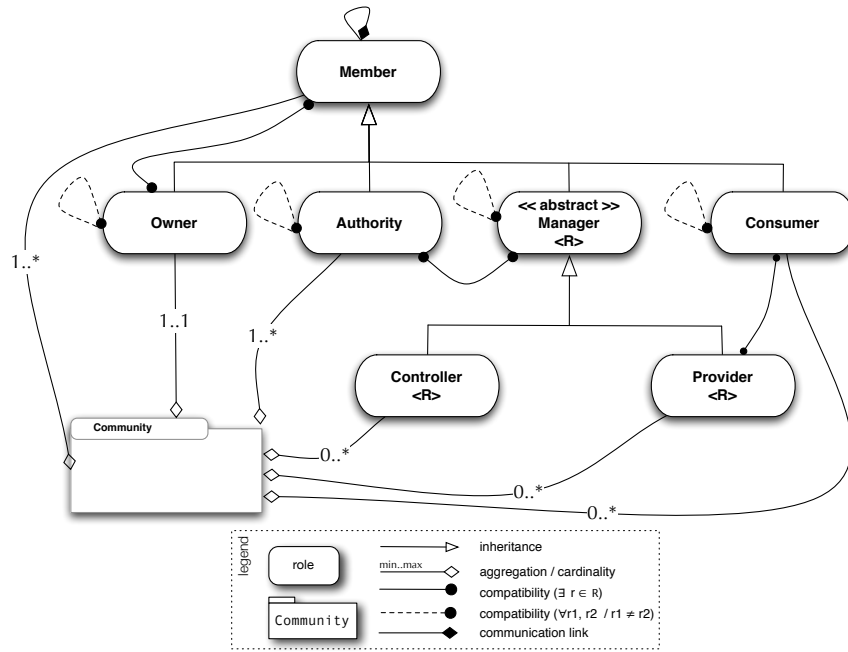 Member
Owner
Authority
<< abstract >>
Manager
<R>
Consumer
1..*
1..1
1..*
Controller
<R>
Provider
<R>
Community
0..*
0..*
0..*
legend
role
Community
inheritance
min..max
aggregation / cardinality
compatibility (∃ r ∈ R)
compatibility (∀r1, r2 / r1 ≠ r2)
communication link